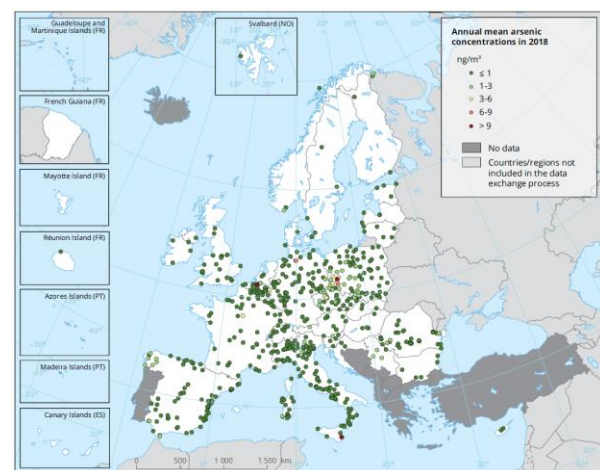 Guadeloupe and
Martinique Islands (FR)
French Guiana (FR)
Mayotte Island (FR)
Réunion Island (FR)
Azores Islands (PT)
Madeira Islands (PT)
Canary Islands (ES)
Svalbard (NO)
Annual mean arsenic
concentrations in 2018
ng/m³
≤ 1
1-3
3-6
6-9
> 9
No data
Countries/regions not
included in the data
exchange process
0 500 1 000 1 500 km